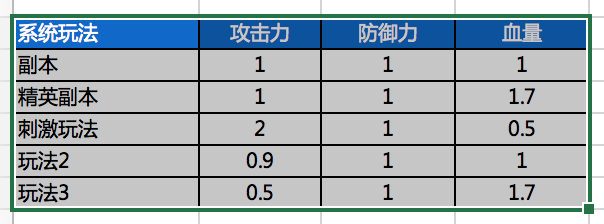 系统玩法 攻击力 防御力 血量
副本 1 1 1
精英副本 1 1 1.7
刺激玩法 2 1 0.5
玩法2 0.9 1 1
玩法3 0.5 1 1.7